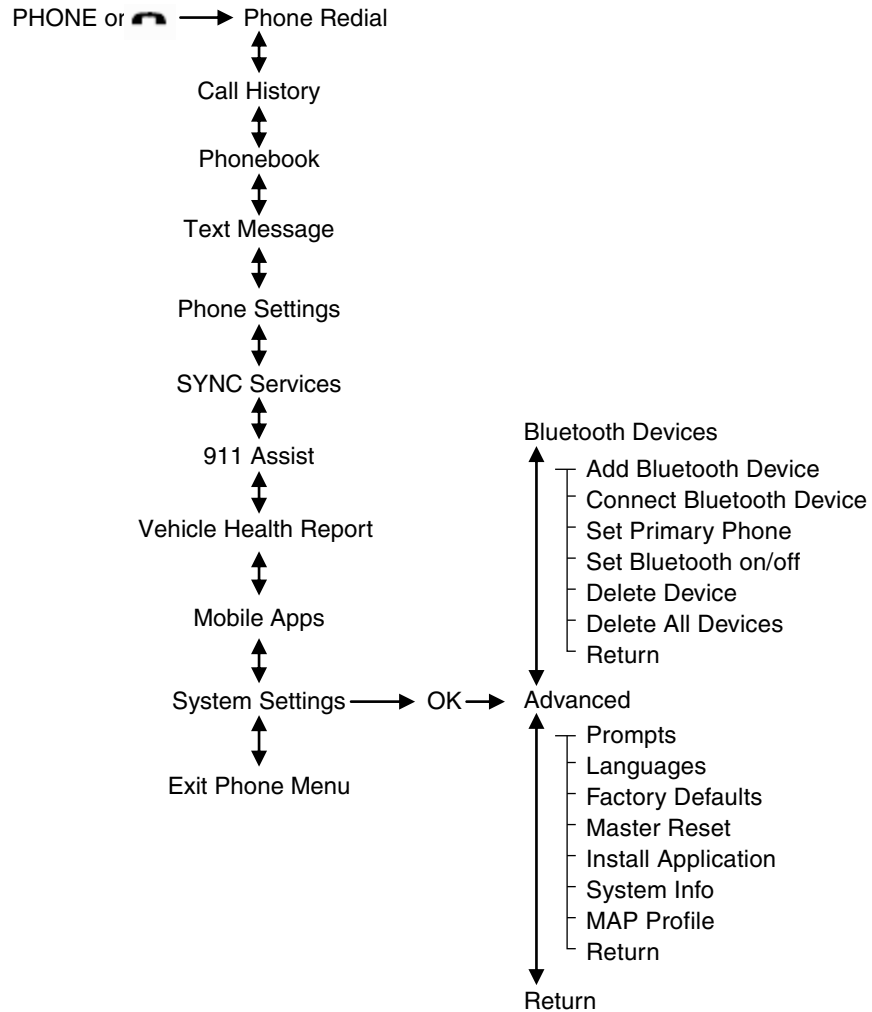 PHONE or
Phone Redial
Call History
Phonebook
Text Message
Phone Settings
SYNC Services
911 Assist
Vehicle Health Report
Mobile Apps
System Settings
OK
Exit Phone Menu
Bluetooth Devices
Add Bluetooth Device
Connect Bluetooth Device
Set Primary Phone
Set Bluetooth on/off
Delete Device
Delete All Devices
Return
Advanced
Prompts
Languages
Factory Defaults
Master Reset
Install Application
System Info
MAP Profile
Return
Return